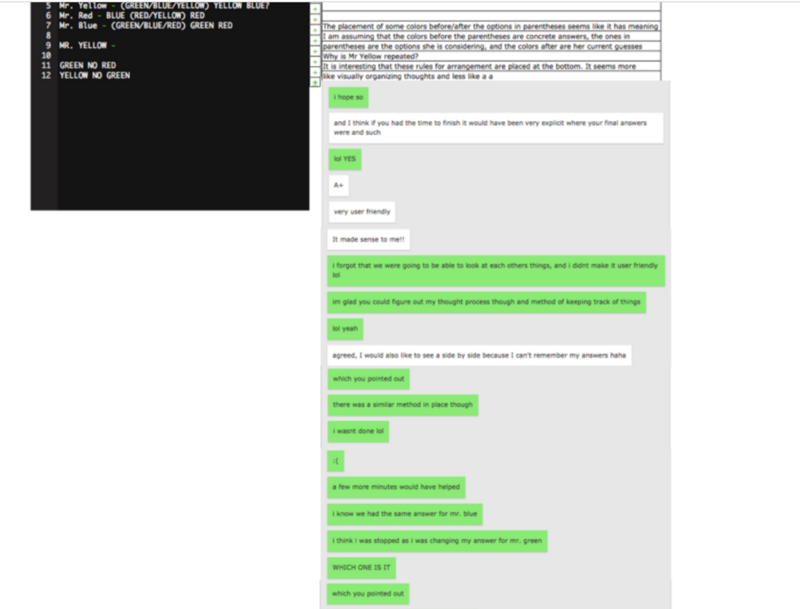 5 Mr. Yellow - (GREEN/BLUE/YELLOW) YELLOW BLUE?
6 Mr. Red - BLUE (RED/YELLOW) RED
7 Mr. Blue - (GREEN/BLUE/RED) GREEN RED
8
9 MR. YELLOW -
10
11 GREEN NO RED
12 YELLOW NO GREEN
The placement of some colors before/after the options in parentheses seems like it has meaning
I am assuming that the colors before the parentheses are concrete answers, the ones in
parentheses are the options she is considering, and the colors after are her current guesses
Why is Mr Yellow repeated?
It is interesting that these rules for arrangement are placed at the bottom. It seems more
like visually organizing thoughts and less like a a
i hope so
and I think if you had the time to finish it would have been very explicit where your final answers
were and such
lol YES
A+
very user friendly
It made sense to me!!
i forgot that we were going to be able to look at each others things, and i didnt make it user friendly
lol
im glad you could figure out my thought process though and method of keeping track of things
lol yeah
agreed, I would also like to see a side by side because I can't remember my answers haha
which you pointed out
there was a similar method in place though
i wasnt done lol
:(
a few more minutes would have helped
i know we had the same answer for mr. blue
i think i was stopped as i was changing my answer for mr. green
WHICH ONE IS IT
which you pointed out